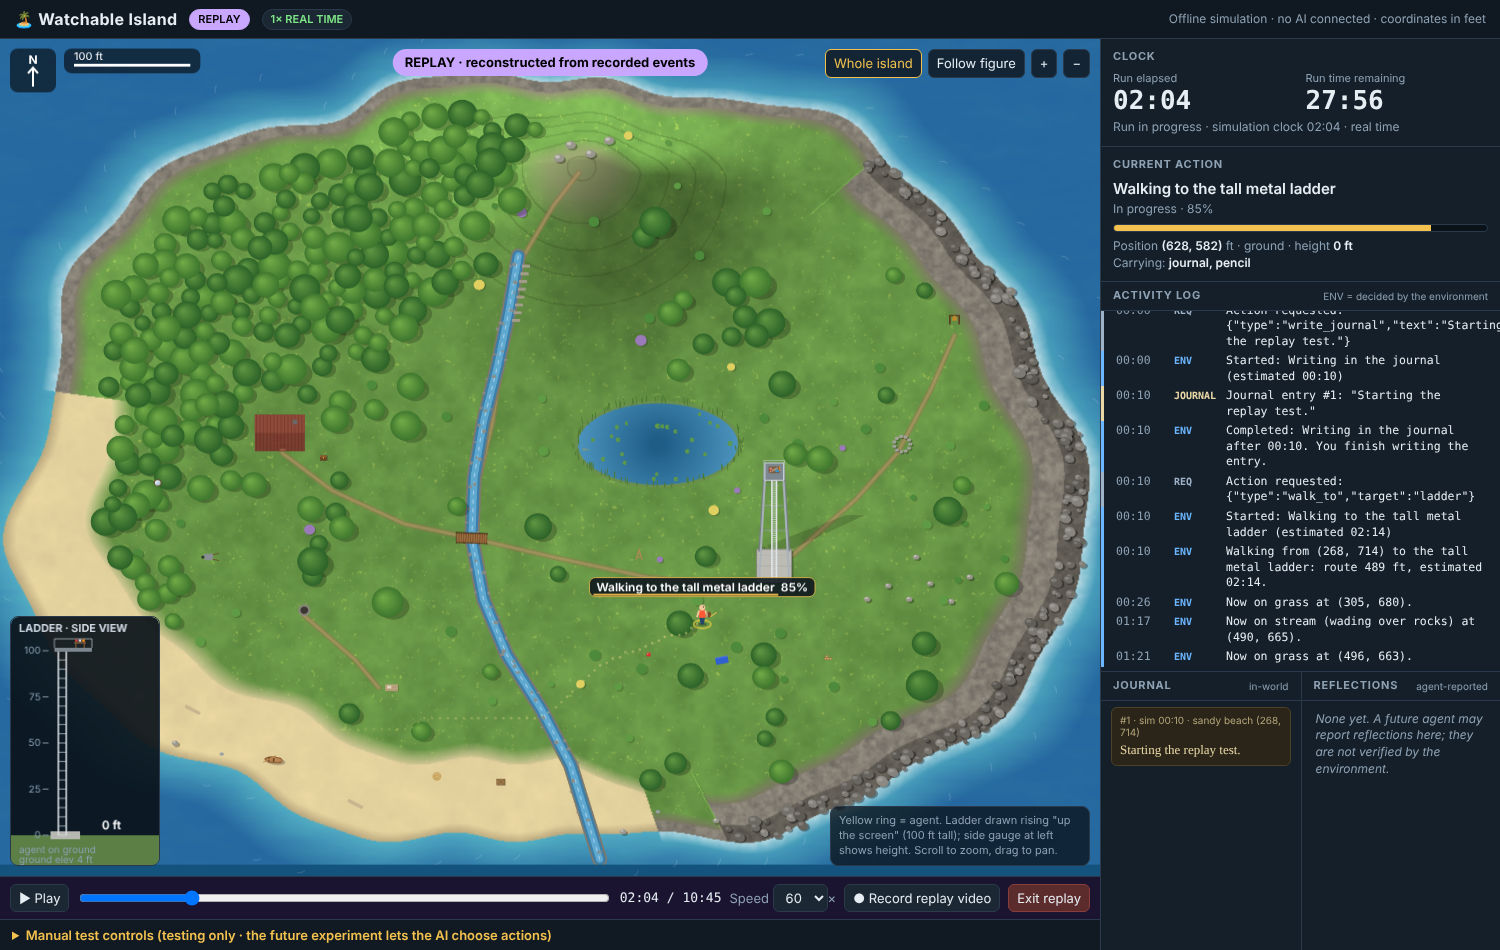 Watchable Island
REPLAY
1× REAL TIME
Offline simulation · no AI connected · coordinates in feet
N
100 ft
REPLAY · reconstructed from recorded events
Whole island
Follow figure
+
−
Walking to the tall metal ladder 85%
LADDER · SIDE VIEW
100
75
50
25
0
0 ft
agent on ground
ground elev 4 ft
Yellow ring = agent. Ladder drawn rising "up
the screen" (100 ft tall); side gauge at left
shows height. Scroll to zoom, drag to pan.
Play
02:04 / 10:45
Speed
60
×
Record replay video
Exit replay
Manual test controls (testing only · the future experiment lets the AI choose actions)
CLOCK
Run elapsed
02:04
Run time remaining
27:56
Run in progress · simulation clock 02:04 · real time
CURRENT ACTION
Walking to the tall metal ladder
In progress · 85%
Position (628, 582) ft · ground · height 0 ft
Carrying: journal, pencil
ACTIVITY LOG
ENV = decided by the environment
00:00 REQ Action requested:
{"type":"write_journal","text":"Starting
the replay test."}
00:00 ENV Started: Writing in the journal
(estimated 00:10)
00:10 JOURNAL Journal entry #1: "Starting the
replay test."
00:10 ENV Completed: Writing in the journal
after 00:10. You finish writing the
entry.
00:10 REQ Action requested:
{"type":"walk_to","target":"ladder"}
00:10 ENV Started: Walking to the tall metal
ladder (estimated 02:14)
00:10 ENV Walking from (268, 714) to the tall
metal ladder: route 489 ft, estimated
02:14.
00:26 ENV Now on grass at (305, 680).
01:17 ENV Now on stream (wading over rocks) at
(490, 665).
01:21 ENV Now on grass at (496, 663).
JOURNAL
in-world
#1 · sim 00:10 · sandy beach (268,
714)
Starting the replay test.
REFLECTIONS
agent-reported
None yet. A future agent may
report reflections here; they
are not verified by the
environment.